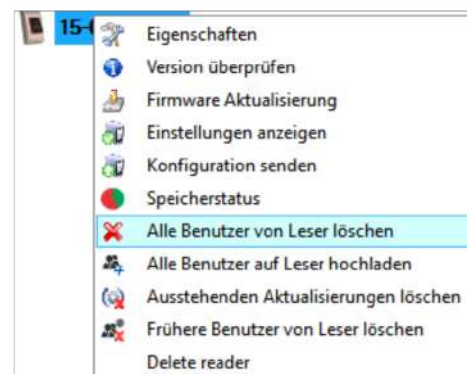 15-
Eigenschaften
Version überprüfen
Firmware Aktualisierung
Einstellungen anzeigen
Konfiguration senden
Speicherstatus
Alle Benutzer von Leser löschen
Alle Benutzer auf Leser hochladen
Ausstehenden Aktualisierungen löschen
Frühere Benutzer von Leser löschen
Delete reader